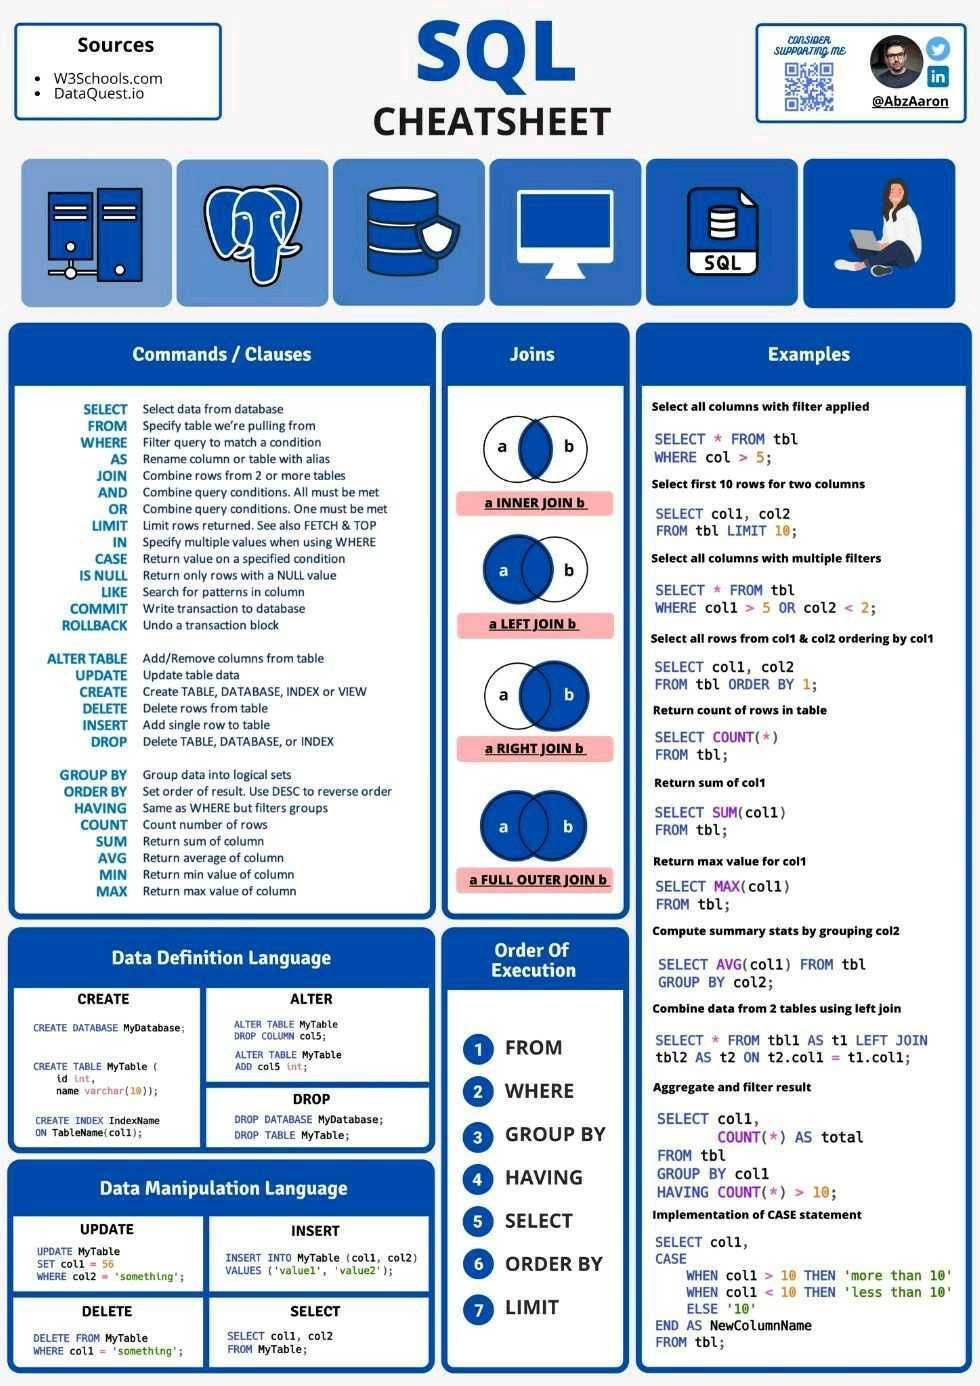 Sources
• W3Schools.com
• DataQuest.io
SQL
CHEATSHEET
CONSIDER
SUPPORTING ME
@AbzAaron
in
SQL
Commands / Clauses
SELECT Select data from database
FROM Specify table we're pulling from
WHERE Filter query to match a condition
AS Rename column or table with alias
JOIN Combine rows from 2 or more tables
AND Combine query conditions. All must be met
OR Combine query conditions. One must be met
LIMIT Limit rows returned. See also FETCH & TOP
IN Specify multiple values when using WHERE
CASE Return value on a specified condition
IS NULL Return only rows with a NULL value
LIKE Search for patterns in column
COMMIT Write transaction to database
ROLLBACK Undo a transaction block
ALTER TABLE Add/Remove columns from table
UPDATE Update table data
CREATE Create TABLE, DATABASE, INDEX or VIEW
DELETE Delete rows from table
INSERT Add single row to table
DROP Delete TABLE, DATABASE, or INDEX
GROUP BY Group data into logical sets
ORDER BY Set order of result. Use DESC to reverse order
HAVING Same as WHERE but filters groups
COUNT Count number of rows
SUM Return sum of column
AVG Return average of column
MIN Return min value of column
MAX Return max value of column
Joins
a b
a INNER JOIN b
a b
a LEFT JOIN b
a b
a RIGHT JOIN b
a b
a FULL OUTER JOIN b
Examples
Select all columns with filter applied
SELECT * FROM tbl
WHERE col > 5;
Select first 10 rows for two columns
SELECT col1, col2
FROM tbl LIMIT 10;
Select all columns with multiple filters
SELECT * FROM tbl
WHERE col1 > 5 OR col2 < 2;
Select all rows from col1 & col2 ordering by col1
SELECT col1, col2
FROM tbl ORDER BY 1;
Return count of rows in table
SELECT COUNT(*)
FROM tbl;
Return sum of col1
SELECT SUM(col1)
FROM tbl;
Return max value for col1
SELECT MAX(col1)
FROM tbl;
Compute summary stats by grouping col2
SELECT AVG(col1) FROM tbl
GROUP BY col2;
Combine data from 2 tables using left join
SELECT * FROM tbl1 AS t1 LEFT JOIN
tbl2 AS t2 ON t2.col1 = t1.col1;
Aggregate and filter result
SELECT col1,
COUNT(*) AS total
FROM tbl
GROUP BY col1
HAVING COUNT(*) > 10;
Implementation of CASE statement
SELECT col1,
CASE
WHEN col1 > 10 THEN 'more than 10'
WHEN col1 < 10 THEN 'less than 10'
ELSE '10'
END AS NewColumnName
FROM tbl;
Data Definition Language
CREATE
CREATE DATABASE MyDatabase;
CREATE TABLE MyTable (
id int,
name varchar(10));
CREATE INDEX IndexName
ON TableName(col1);
ALTER
ALTER TABLE MyTable
DROP COLUMN col5;
ALTER TABLE MyTable
ADD col5 int;
DROP
DROP DATABASE MyDatabase;
DROP TABLE MyTable;
Data Manipulation Language
UPDATE
UPDATE MyTable
SET col1 = 56
WHERE col2 = 'something';
INSERT
INSERT INTO MyTable (col1, col2)
VALUES ('value1', 'value2');
DELETE
DELETE FROM MyTable
WHERE col1 = 'something';
SELECT
SELECT col1, col2
FROM MyTable;
Order Of
Execution
1 FROM
2 WHERE
3 GROUP BY
4 HAVING
5 SELECT
6 ORDER BY
7 LIMIT